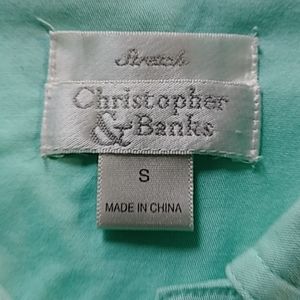 Stretch
Christopher
& Banks
S
MADE IN CHINA